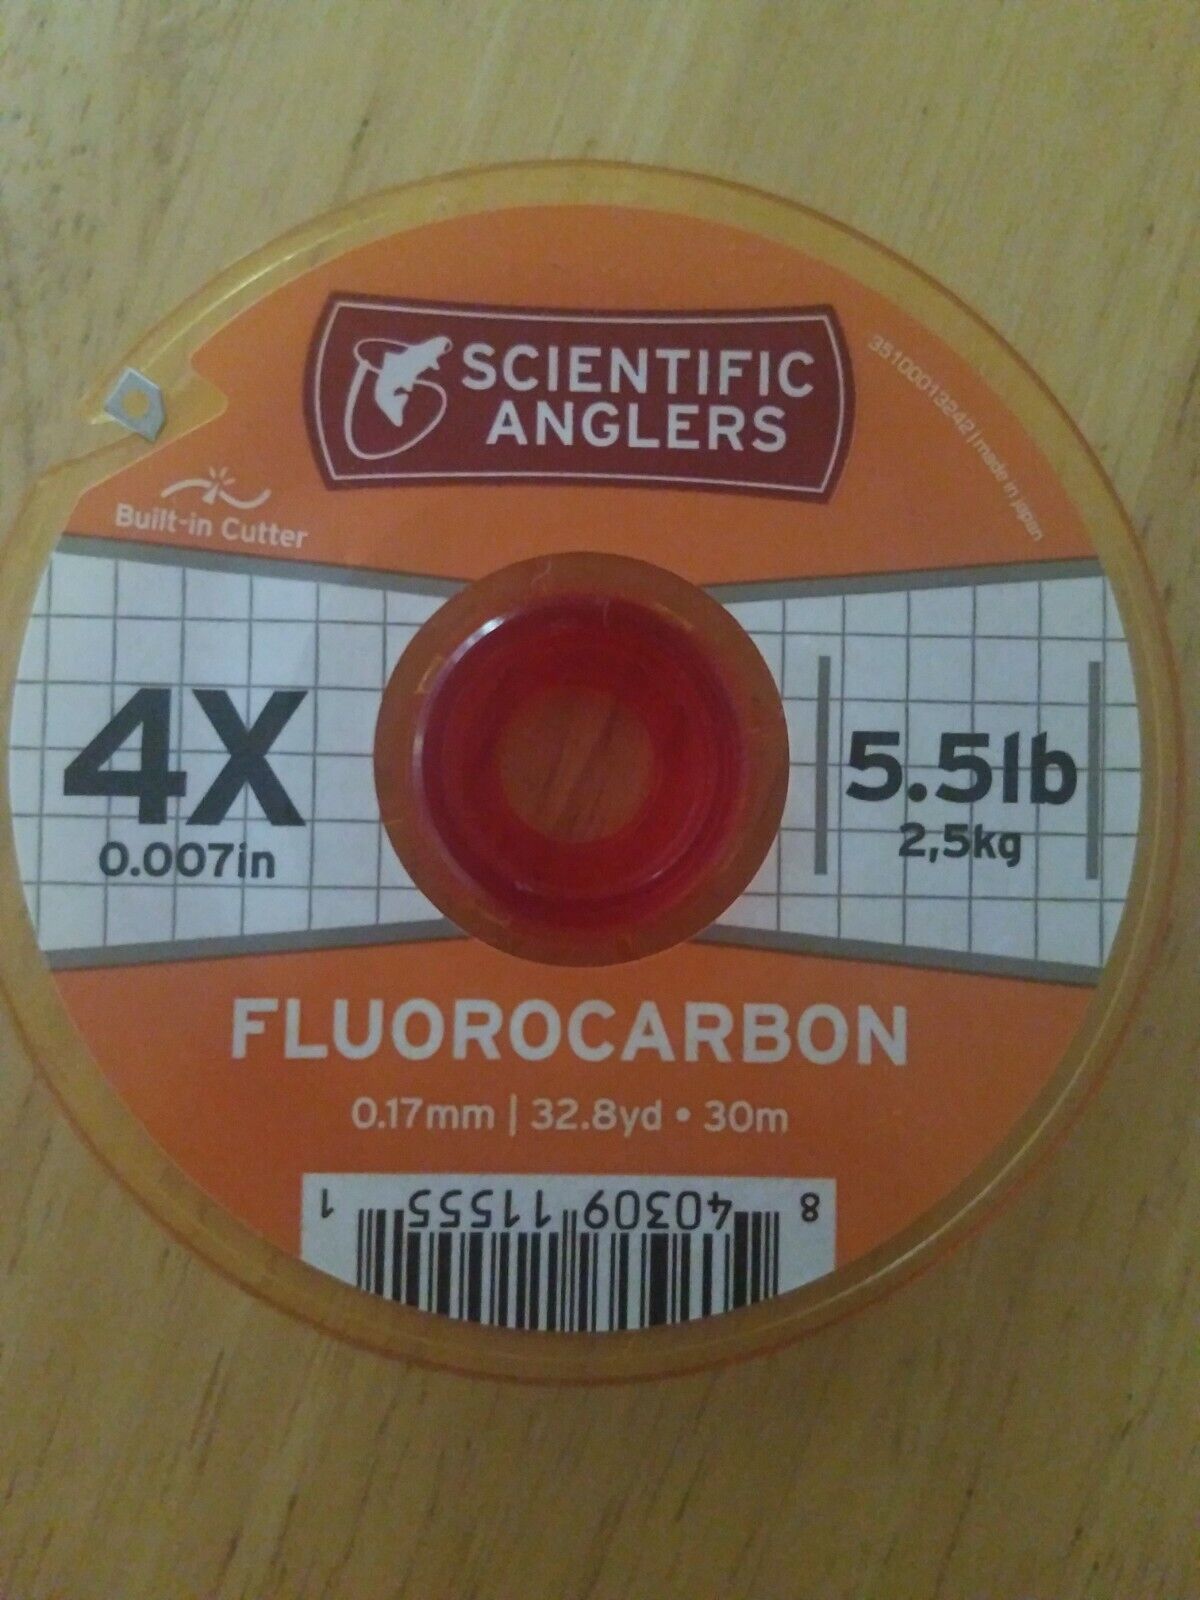 SCIENTIFIC
ANGLERS
35100013242 | made in japan
Built-in Cutter
4X
0.007in
5.5lb
2,5kg
FLUOROCARBON
0.17mm | 32.8yd • 30m
8 40309 11555 1